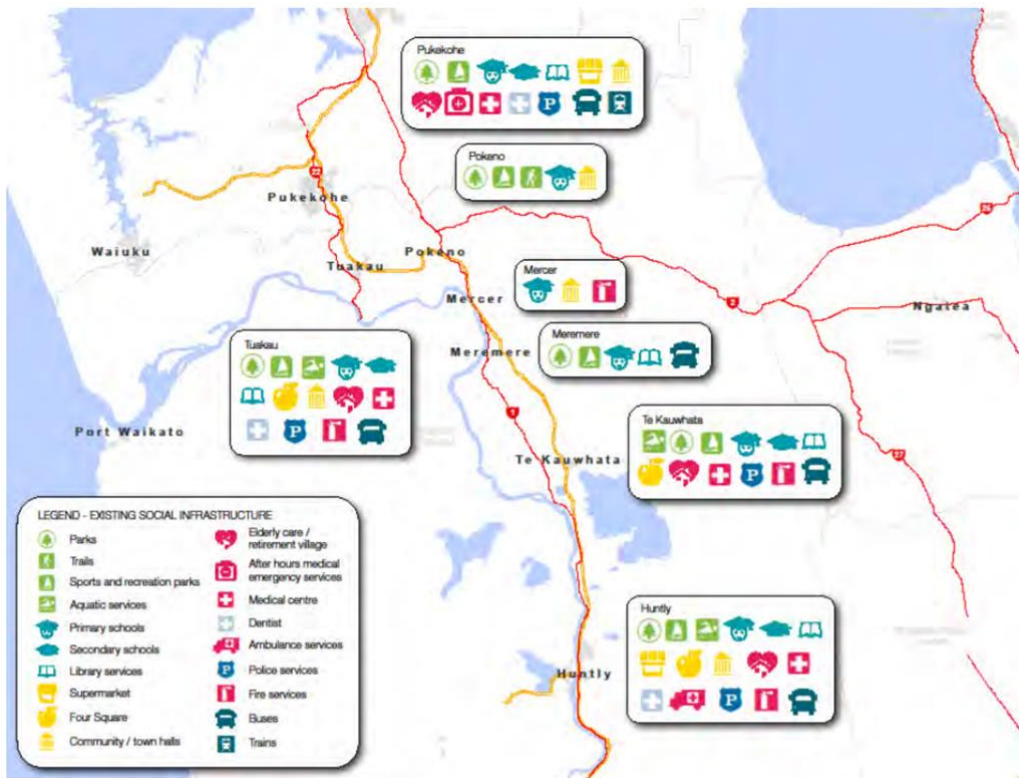 Pukekohe
P
Pokeno
22
Pukekohe
26
Waiuku
Pokeno
Tuakau
Mercer
Mercer
2
Ngatea
Tuakau
Meremere
Meremere
P
1
Port Waikato
Te Kauwhata
Te Kauwhata
P
27
LEGEND - EXISTING SOCIAL INFRASTRUCTURE
Parks
Trails
Sports and recreation parks
Aquatic services
Primary schools
Secondary schools
Library services
Supermarket
Four Square
Community / town halls
Elderly care /
retirement village
After hours medical
emergency services
Medical centre
Dentist
Ambulance services
P
Police services
Fire services
Buses
Trains
Huntly
P
Huntly